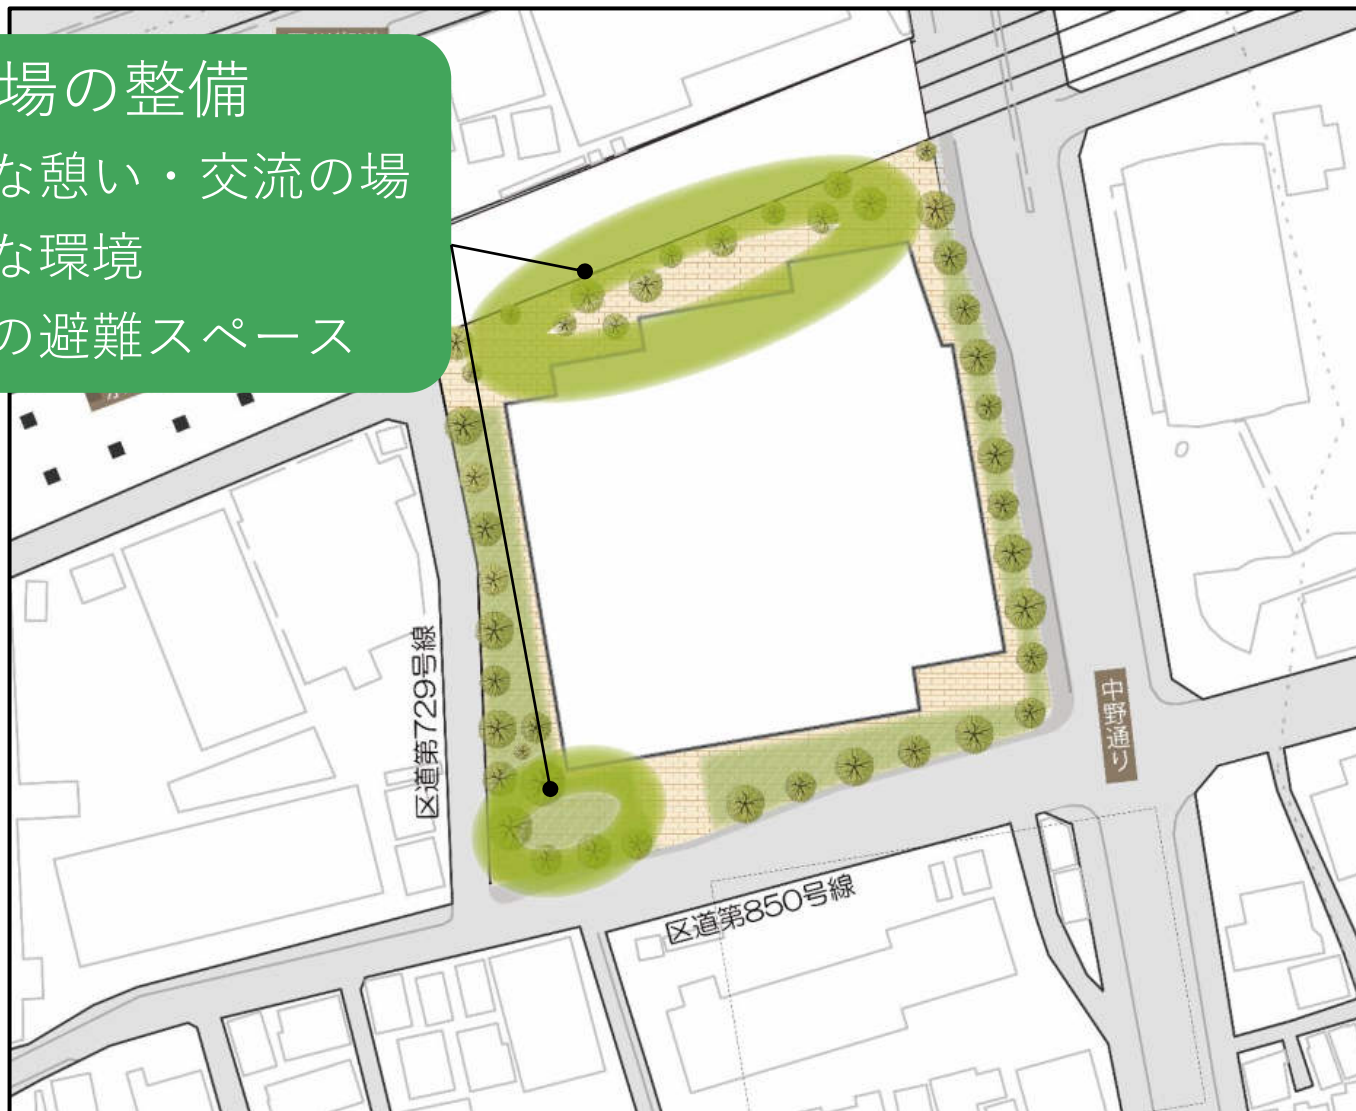 場の整備
な憩い・交流の場
な環境
の避難スペース
区道第729号線
中野通り
区道第850号線